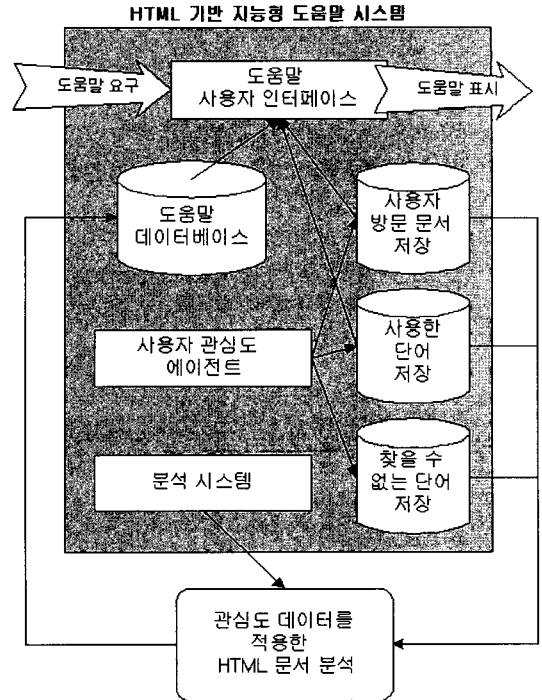 HTML 기반 지능형 도움말 시스템
도움말 요구
도움말
사용자 인터페이스
도움말 표시
도움말
데이터베이스
사용자
방문 문서
저장
사용자 관심도
에이전트
사용한
단어
저장
분석 시스템
찾을 수
없는 단어
저장
관심도 데이터를
적용한
HTML 문서 분석